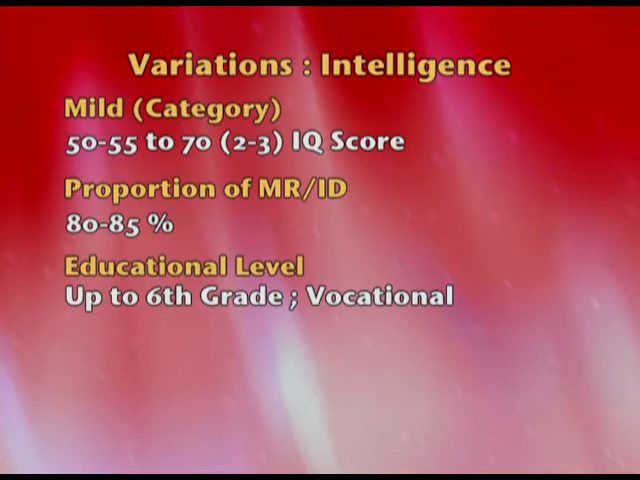 Variations : Intelligence
Mild (Category)
50-55 to 70 (2-3) IQ Score
Proportion of MR/ID
80-85 %
Educational Level
Up to 6th Grade ; Vocational